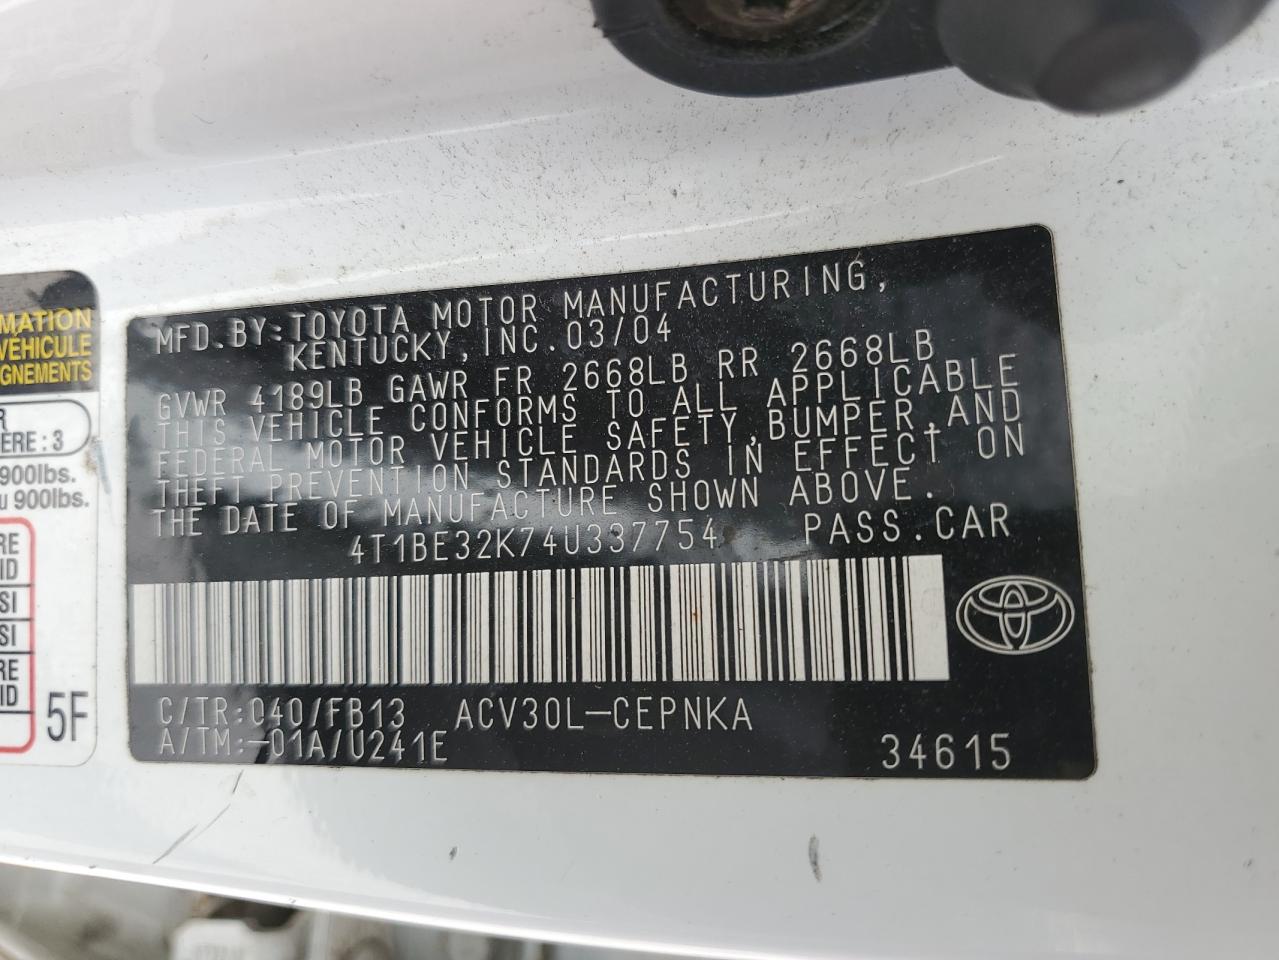 MATION
VÉHICULE
GNEMENTS
R
ERE : 3
900lbs.
u 900lbs.
RE
ID
SI
SI
RE
ID
5F
MFD.BY:TOYOTA MOTOR MANUFACTURING,
KENTUCKY,INC.03/04
GVWR 4189LB GAWR FR 2668LB RR 2668LB
THIS VEHICLE CONFORMS TO ALL APPLICABLE
FEDERAL MOTOR VEHICLE SAFETY,BUMPER,AND
THEFT PREVENTION STANDARDS IN EFFECT ON
THE DATE OF MANUFACTURE SHOWN ABOVE.
4T1BE32K74U337754 PASS.CAR
C/TR:040/FB13 ACV30L-CEPNKA
A/TM:-01A/U241E
34615